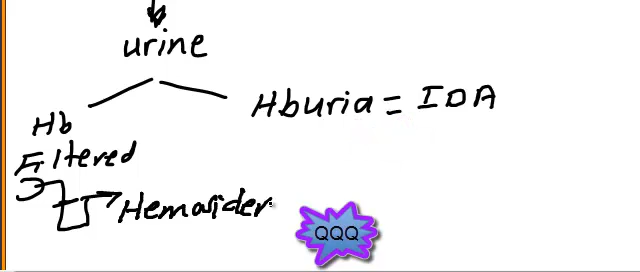 urine
Hburia = IDA
Hb
Filtered
Hemosider
QQQ